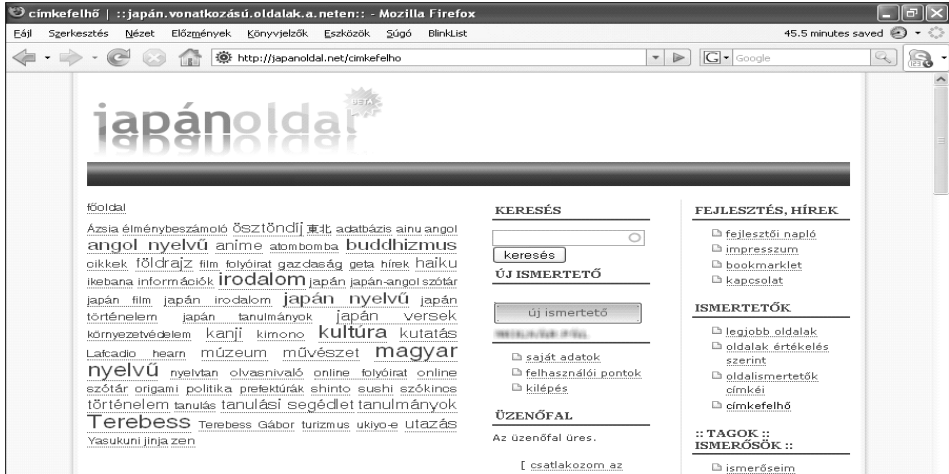 címkefelhő | ::japán.vonatkozású.oldalak.a.neten:: - Mozilla Firefox
Fájl Szerkesztés Nézet Előzmények Könyvjelzők Eszközök Súgó BlinkList
45.5 minutes saved
http://japanoldal.net/cimkefelho
Google
123
japánoldal
BETA
főoldal
Ázsia élménybeszámoló ösztöndíj 東北 adatbázis ainu angol
angol nyelvű anime atombomba buddhizmus
cikkek földrajz film folyóirat gazdaság geta hírek haiku
ikebana információk irodalom japán japán-angol szótár
japán film japán irodalom japán nyelvű japán
történelem japán tanulmányok japán versek
környezetvédelem kanji kimono kultúra kutatás
Lafcadio hearn múzeum művészet magyar
nyelvű nyelvtan olvasnivaló online folyóirat online
szótár origami politika prefektúrák shinto sushi szókincs
történelem tanulás tanulási segédlet tanulmányok
Terebess Terebess Gábor turizmus ukiyo-e utazás
Yasukuni jinja zen
KERESÉS
keresés
ÚJ ISMERTETŐ
új ismertető
saját adatok
felhasználói pontok
kilépés
ÜZENŐFAL
Az üzenőfal üres.
[ csatlakozom az
FEJLESZTÉS, HÍREK
fejlesztői napló
impresszum
bookmarklet
kapcsolat
ISMERTETŐK
legjobb oldalak
oldalak értékelés
szerint
oldalismertetők
címkéi
címkefelhő
:: TAGOK ::
ISMERŐSÖK ::
ismerőseim